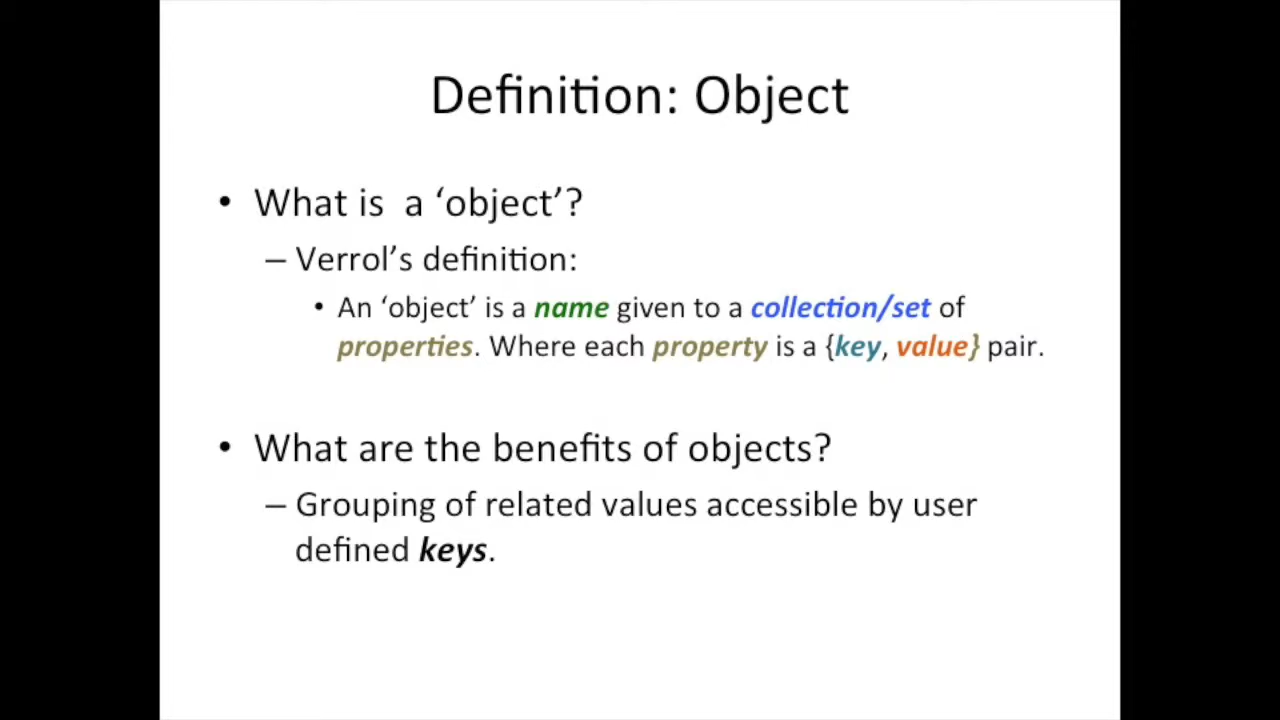 Definition: Object
• What is  a ‘object’?
– Verrol’s definition:
• An ‘object’ is a name given to a collection/set of
properties. Where each property is a {key, value} pair.
• What are the benefits of objects?
– Grouping of related values accessible by user
defined keys.